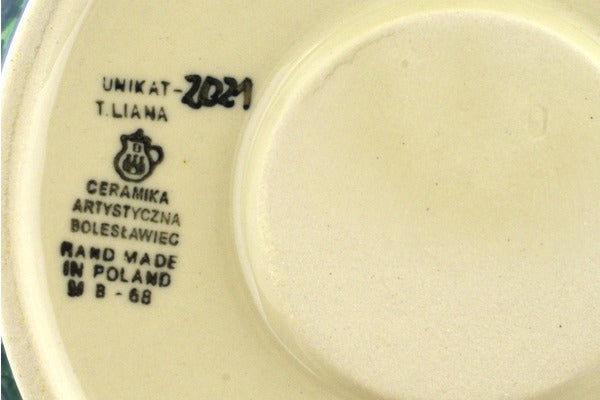 UNIKAT-2021
T.LIANA
CERAMIKA
ARTYSTYCZNA
BOLESŁAWIEC
HAND MADE
IN POLAND
M B - 68